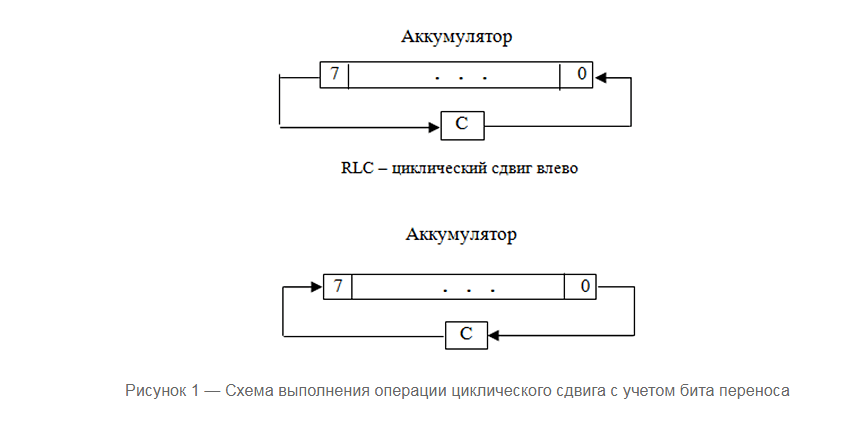 Аккумулятор
7 . . . 0
C
RLC – циклический сдвиг влево
Аккумулятор
7 . . . 0
C
Рисунок 1 — Схема выполнения операции циклического сдвига с учетом бита переноса